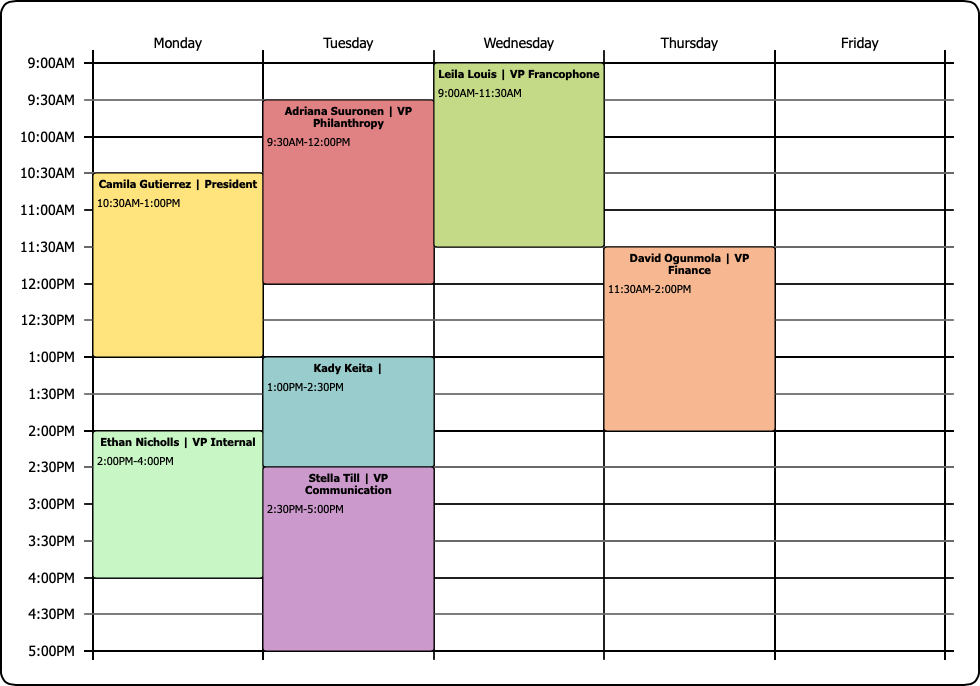 Monday
Tuesday
Wednesday
Thursday
Friday
9:00AM
9:30AM
10:00AM
10:30AM
11:00AM
11:30AM
12:00PM
12:30PM
1:00PM
1:30PM
2:00PM
2:30PM
3:00PM
3:30PM
4:00PM
4:30PM
5:00PM
Camila Gutierrez | President
10:30AM-1:00PM
Ethan Nicholls | VP Internal
2:00PM-4:00PM
Adriana Suuronen | VP
Philanthropy
9:30AM-12:00PM
Kady Keita |
1:00PM-2:30PM
Stella Till | VP
Communication
2:30PM-5:00PM
Leila Louis | VP Francophone
9:00AM-11:30AM
David Ogunmola | VP
Finance
11:30AM-2:00PM